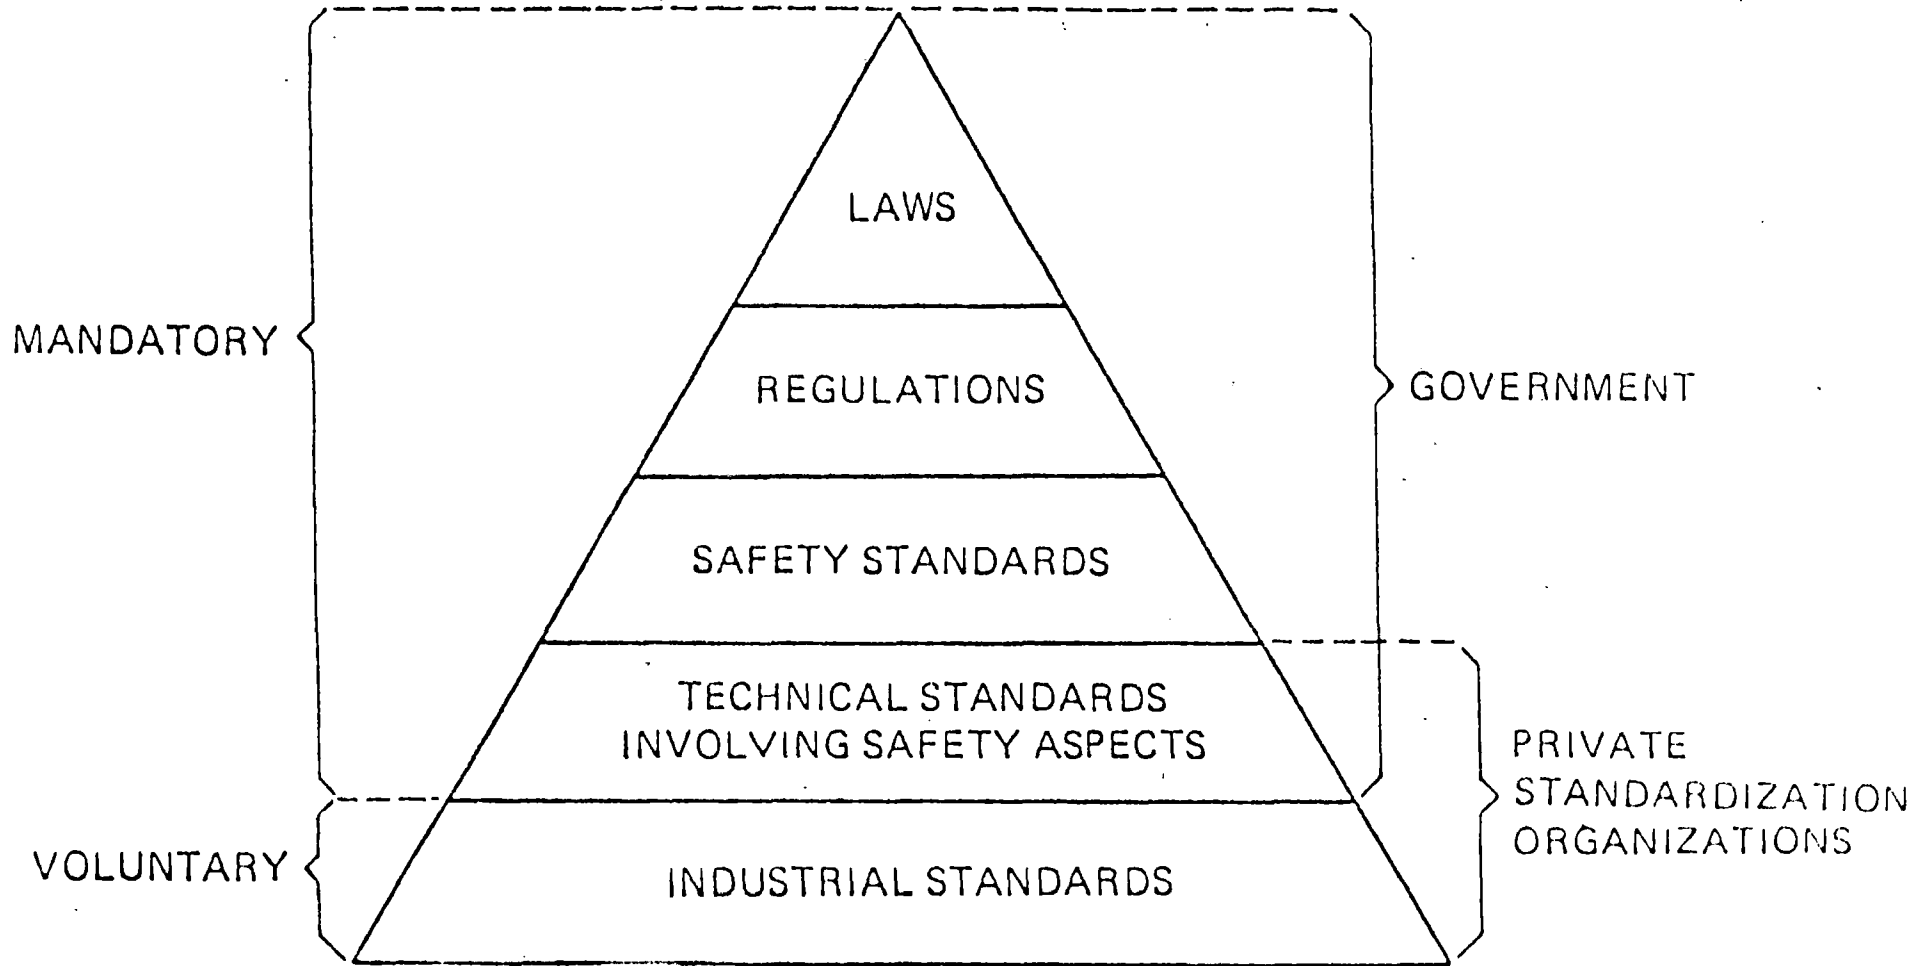 LAWS
MANDATORY
REGULATIONS
GOVERNMENT
SAFETY STANDARDS
TECHNICAL STANDARDS
INVOLVING SAFETY ASPECTS
PRIVATE
STANDARDIZATION
ORGANIZATIONS
VOLUNTARY
INDUSTRIAL STANDARDS